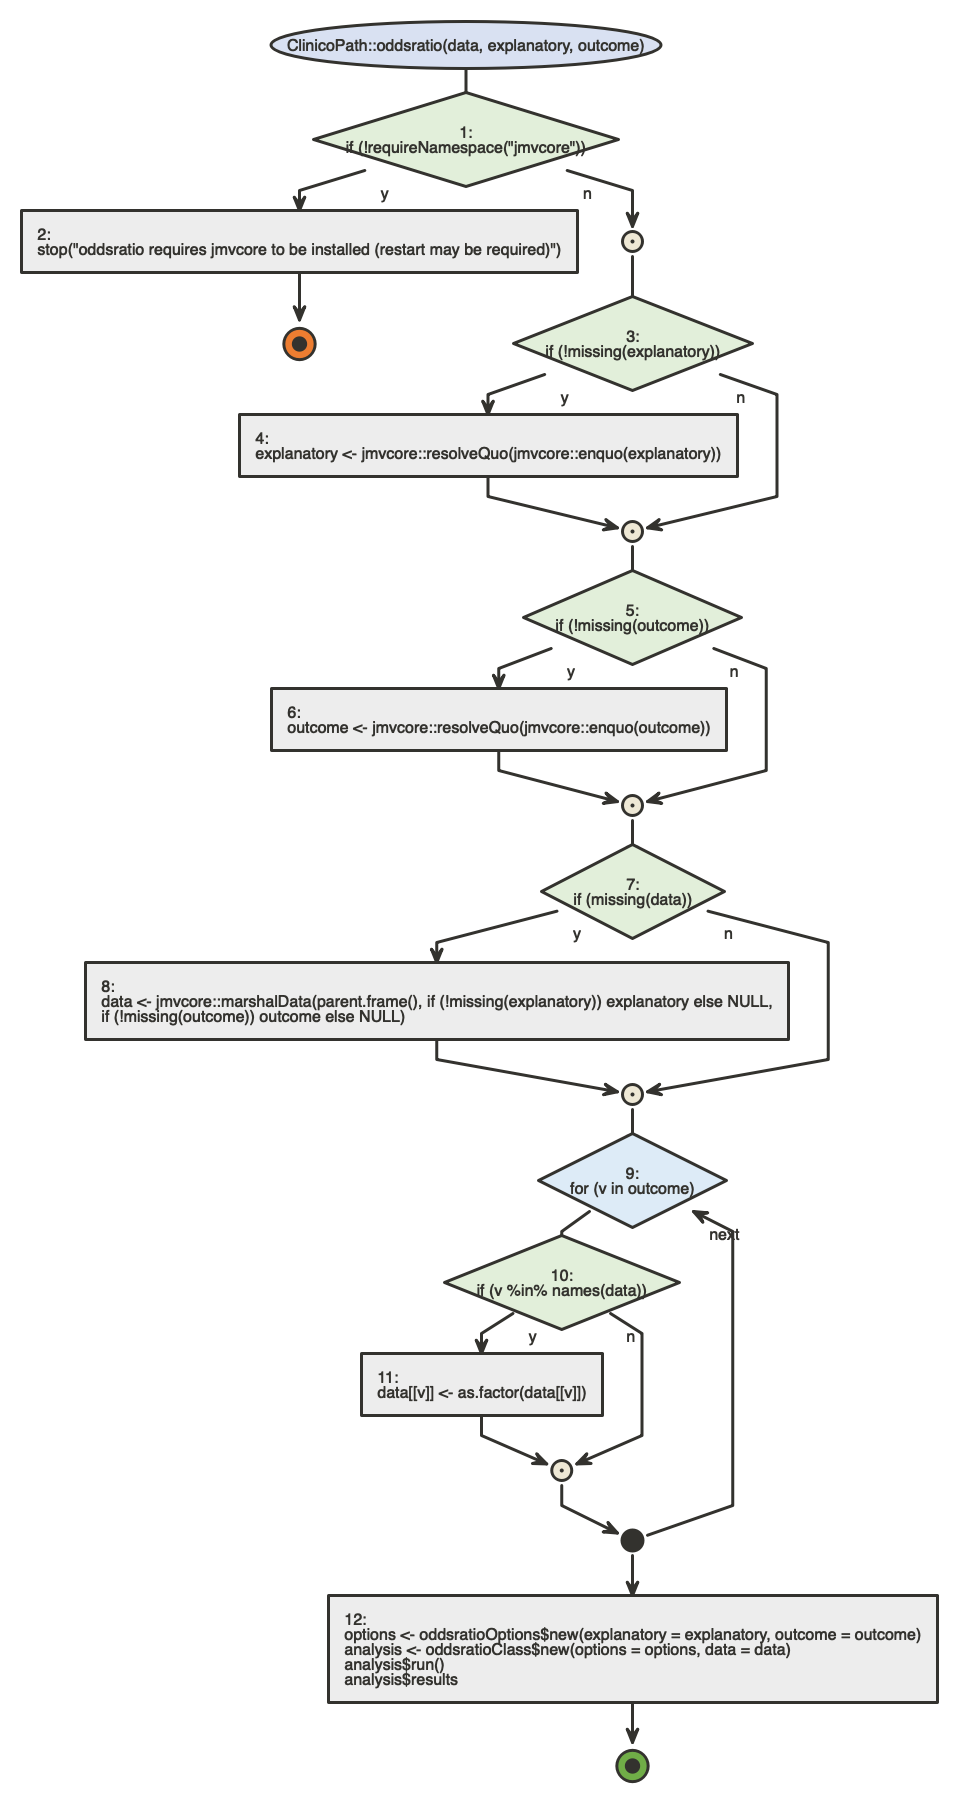 ClinicoPath::oddsratio(data, explanatory, outcome)
1:
if (!requireNamespace("jmvcore"))
y
n
2:
stop("oddsratio requires jmvcore to be installed (restart may be required)")
3:
if (!missing(explanatory))
y
n
4:
explanatory <- jmvcore::resolveQuo(jmvcore::enquo(explanatory))
5:
if (!missing(outcome))
y
n
6:
outcome <- jmvcore::resolveQuo(jmvcore::enquo(outcome))
7:
if (missing(data))
y
n
8:
data <- jmvcore::marshalData(parent.frame(), if (!missing(explanatory)) explanatory else NULL,
if (!missing(outcome)) outcome else NULL)
9:
for (v in outcome)
next
10:
if (v %in% names(data))
y
n
11:
data[[v]] <- as.factor(data[[v]])
12:
options <- oddsratioOptions$new(explanatory = explanatory, outcome = outcome)
analysis <- oddsratioClass$new(options = options, data = data)
analysis$run()
analysis$results